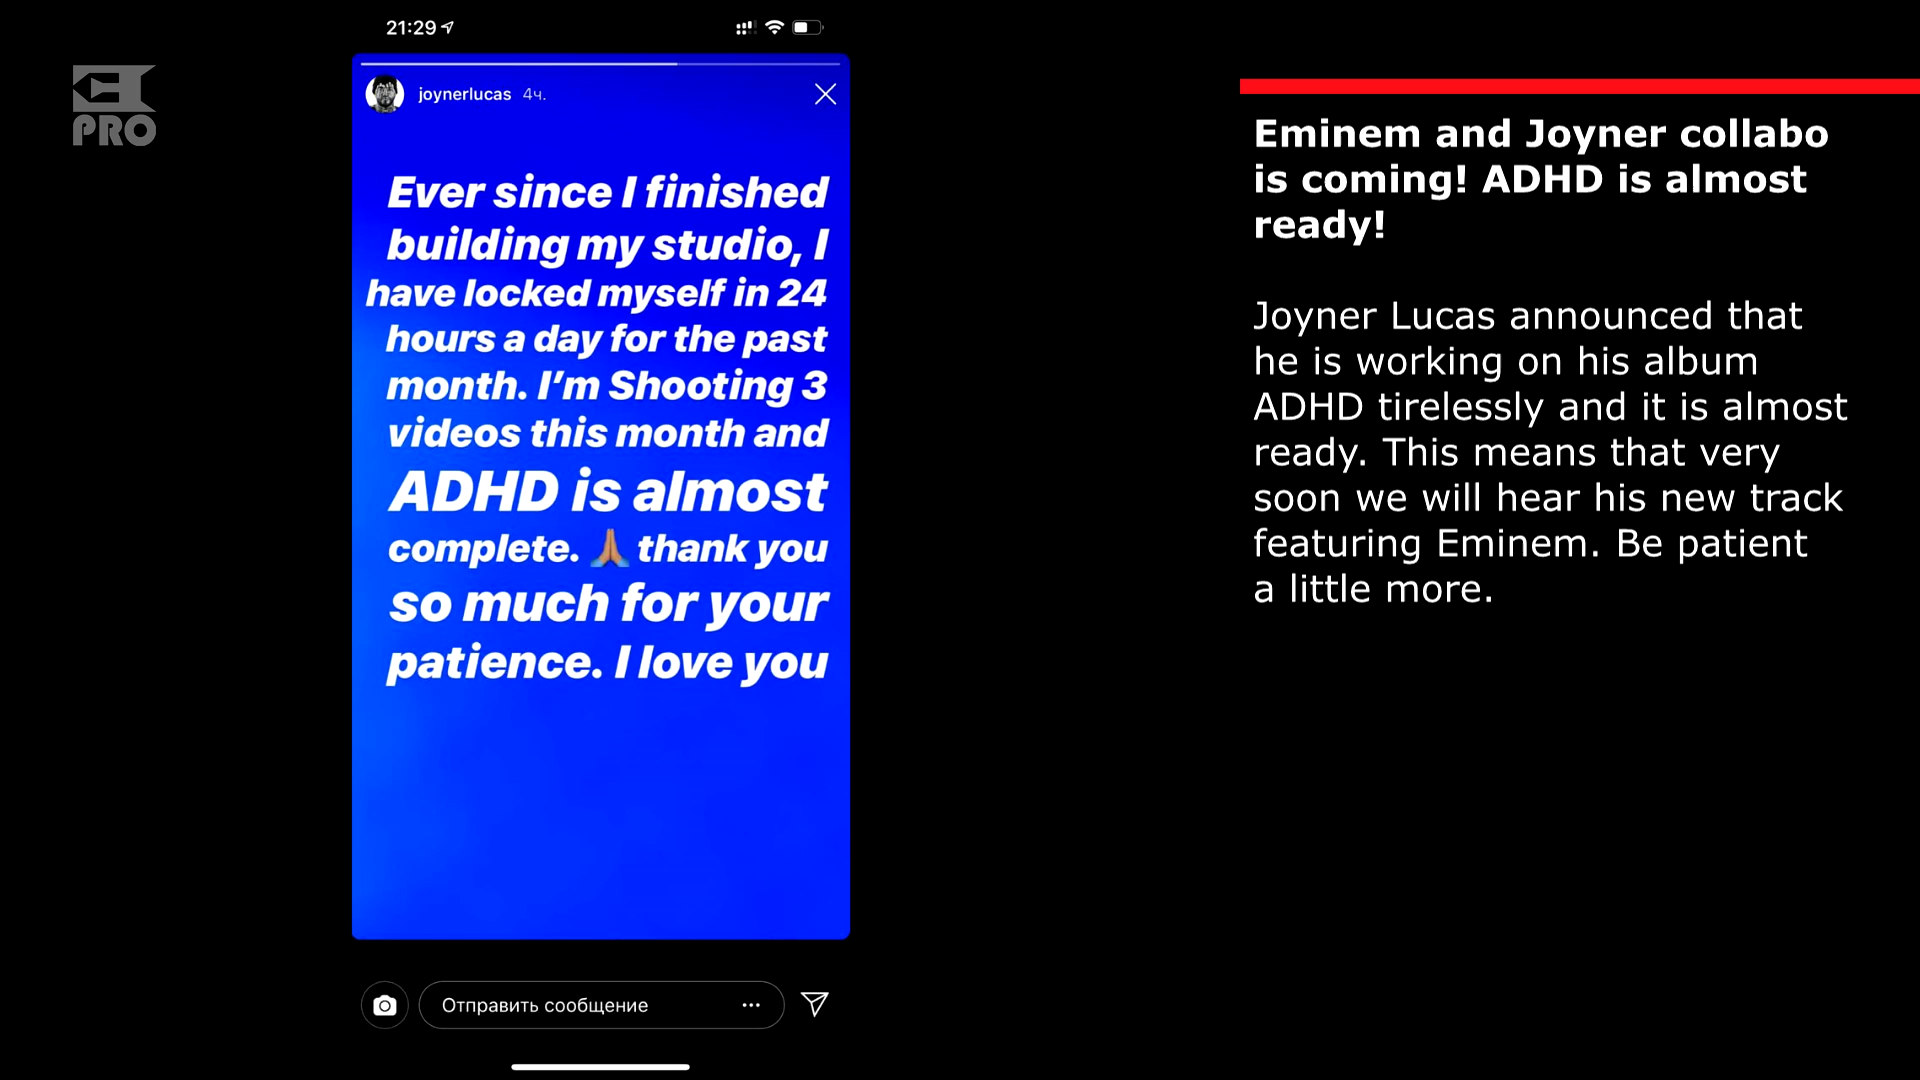 21:29
PRO
joynerlucas 4ч.
Ever since I finished
building my studio, I
have locked myself in 24
hours a day for the past
month. I'm Shooting 3
videos this month and
ADHD is almost
complete. 🙏🏽 thank you
so much for your
patience. I love you
Отправить сообщение
Eminem and Joyner collabo
is coming! ADHD is almost
ready!
Joyner Lucas announced that
he is working on his album
ADHD tirelessly and it is almost
ready. This means that very
soon we will hear his new track
featuring Eminem. Be patient
a little more.